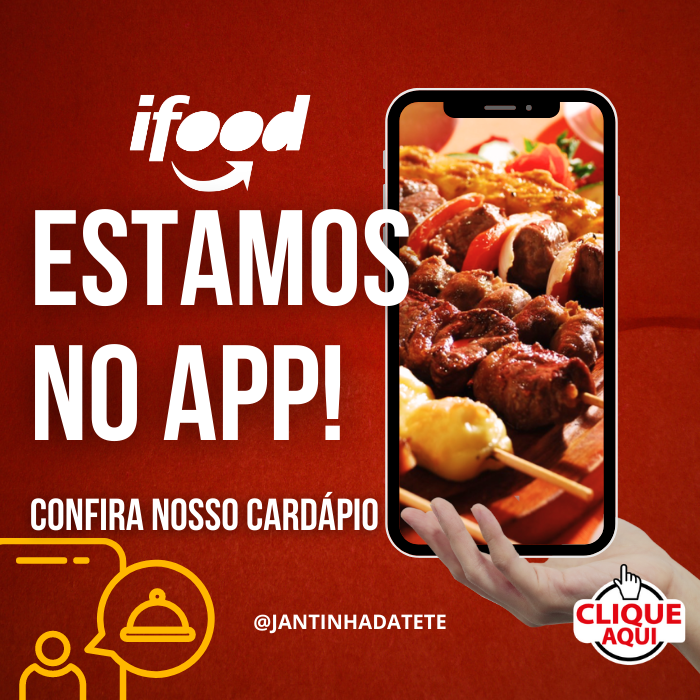 ifood
ESTAMOS
NO APP!
CONFIRA NOSSO CARDÁPIO
@JANTINHADATETE
CLIQUE
AQUI